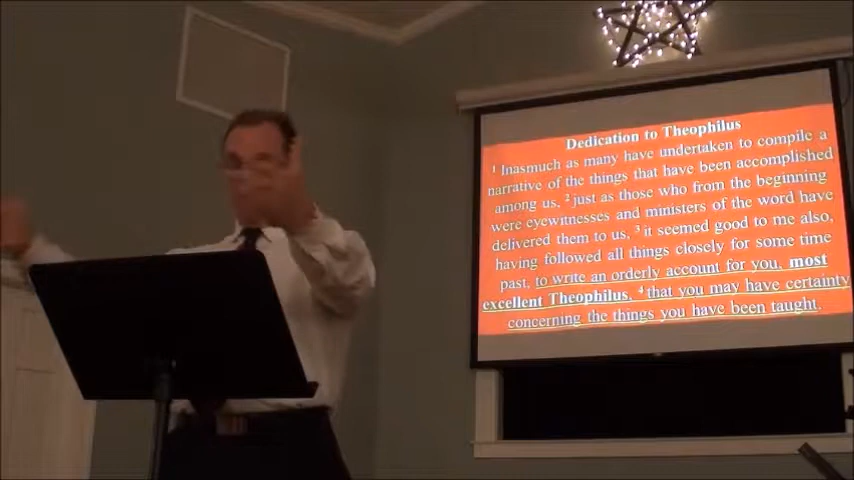 Dedication to Theophilus
1 Inasmuch as many have undertaken to compile a
narrative of the things that have been accomplished
among us, 2 just as those who from the beginning
were eyewitnesses and ministers of the word have
delivered them to us, 3 it seemed good to me also,
having followed all things closely for some time
past, to write an orderly account for you, most
excellent Theophilus, 4 that you may have certainty
concerning the things you have been taught.